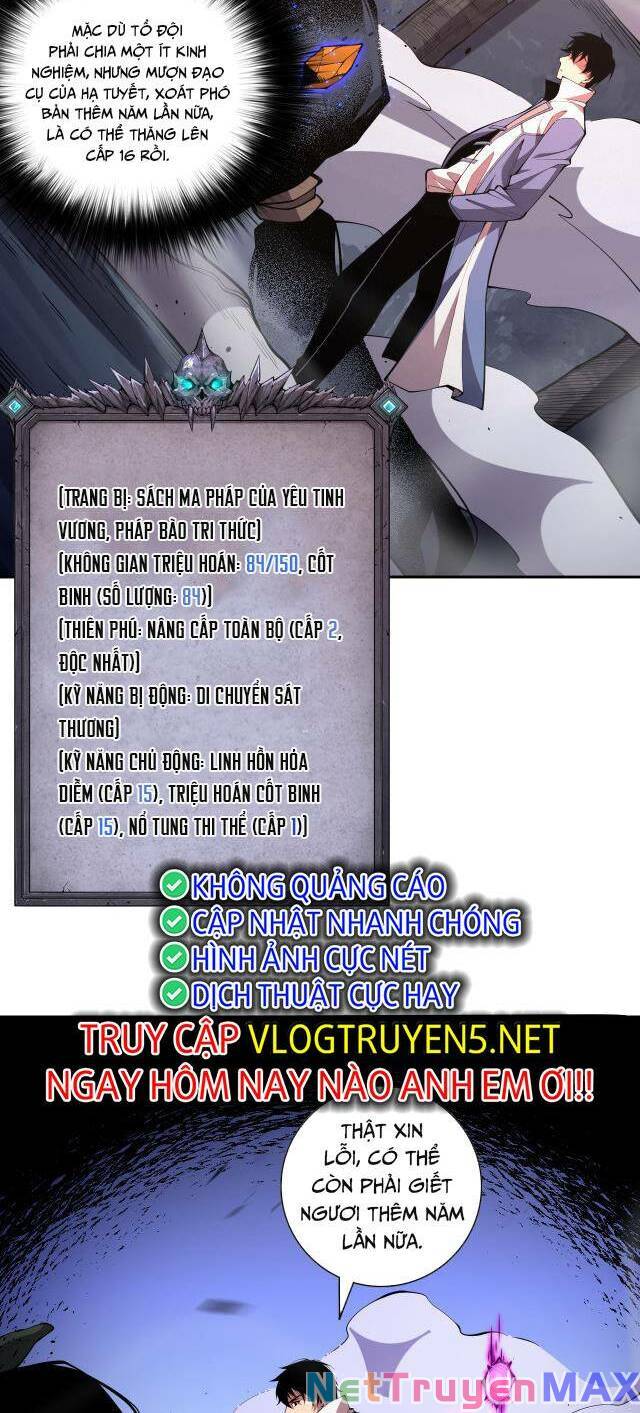 MẶC DÙ TỔ ĐỘI
PHẢI CHIA MỘT ÍT KINH
NGHIỆM, NHƯNG MƯỢN ĐẠO
CỤ CỦA HẠ TUYẾT, XOÁT PHÓ
BẢN THÊM NĂM LẦN NỮA,
LÀ CÓ THỂ THĂNG LÊN
CẤP 16 RỒI.
[TRANG BỊ: SÁCH MA PHÁP CỦA YÊU TINH
VƯƠNG, PHÁP BÀO TRI THỨC]
[KHÔNG GIAN TRIỆU HOÁN: 84/150, CỐT
BINH (SỐ LƯỢNG: 84)]
[THIÊN PHÚ: NÂNG CẤP TOÀN BỘ (CẤP 2,
ĐỘC NHẤT)]
[KỸ NĂNG BỊ ĐỘNG: DI CHUYỂN SÁT
THƯƠNG]
[KỸ NĂNG CHỦ ĐỘNG: LINH HỒN HỎA
DIỄM (CẤP 15), TRIỆU HOÁN CỐT BINH
(CẤP 15), NỔ TUNG THI THỂ (CẤP 1)]
KHÔNG QUẢNG CÁO
CẬP NHẬT NHANH CHÓNG
HÌNH ẢNH CỰC NÉT
DỊCH THUẬT CỰC HAY
TRUY CẬP VLOGTRUYEN5.NET
NGAY HÔM NAY NÀO ANH EM ƠI!!
THẬT XIN
LỖI, CÓ THỂ
CÒN PHẢI GIẾT
NGƯƠI THÊM NĂM
LẦN NỮA.
NetTruyenMAX